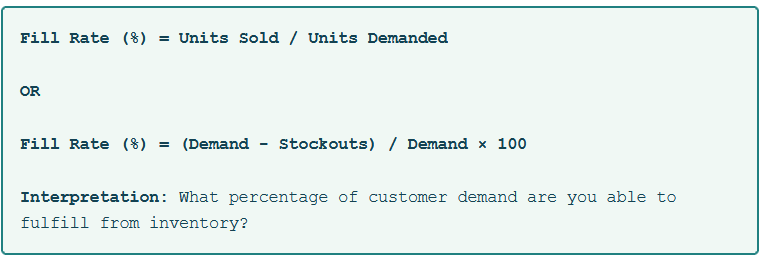 Fill Rate (%) = Units Sold / Units Demanded
OR
Fill Rate (%) = (Demand - Stockouts) / Demand × 100
Interpretation: What percentage of customer demand are you able to
fulfill from inventory?